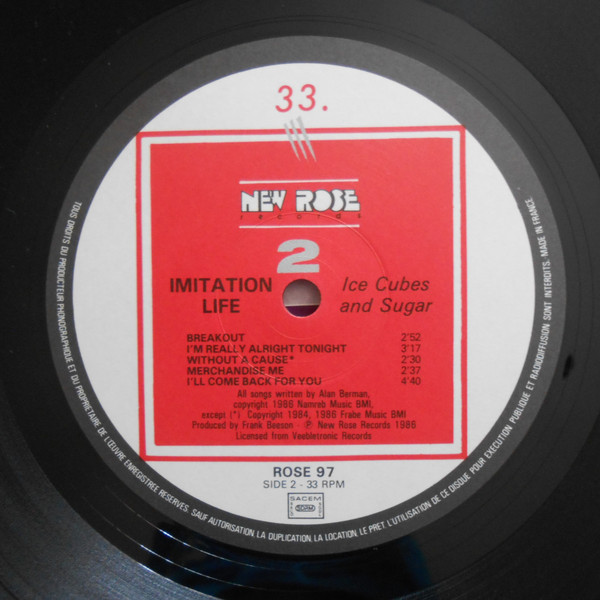 33.
NEW ROSE
records
2
IMITATION LIFE
Ice Cubes and Sugar
BREAKOUT 2'52
I'M REALLY ALRIGHT TONIGHT 3'17
WITHOUT A CAUSE* 2'30
MERCHANDISE ME 2'37
I'LL COME BACK FOR YOU 4'40
All songs written by Alan Berman,
copyright 1986 Namreb Music BMI,
except (*) Copyright 1984, 1986 Frabe Music BMI
Produced by Frank Beeson · ℗ New Rose Records 1986
Licensed from Veebletronic Records
ROSE 97
SIDE 2 - 33 RPM
SACEM
SDRM
TOUS DROITS DU PRODUCTEUR PHONOGRAPHIQUE ET DU PROPRIETAIRE DE L'ŒUVRE ENREGISTREE RESERVES. SAUF AUTORISATION, LA DUPLICATION, LA LOCATION, LE PRET, L'UTILISATION DE CE DISQUE POUR EXECUTION PUBLIQUE ET RADIODIFFUSION SONT INTERDITS. MADE IN FRANCE.